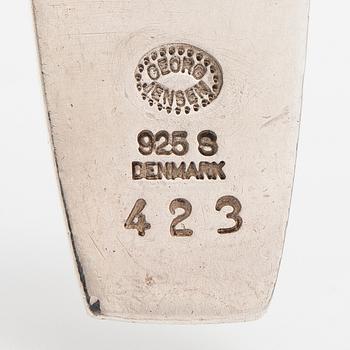 GEORG
JENSEN
925 S
DENMARK
423